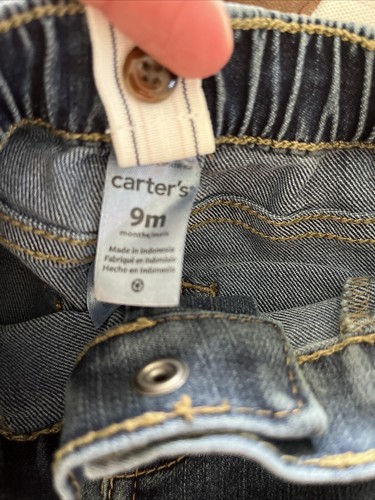 carter's
9m
months/mois
Made in Indonesia
Fabriqué en Indonésie
Hecho en Indonesia